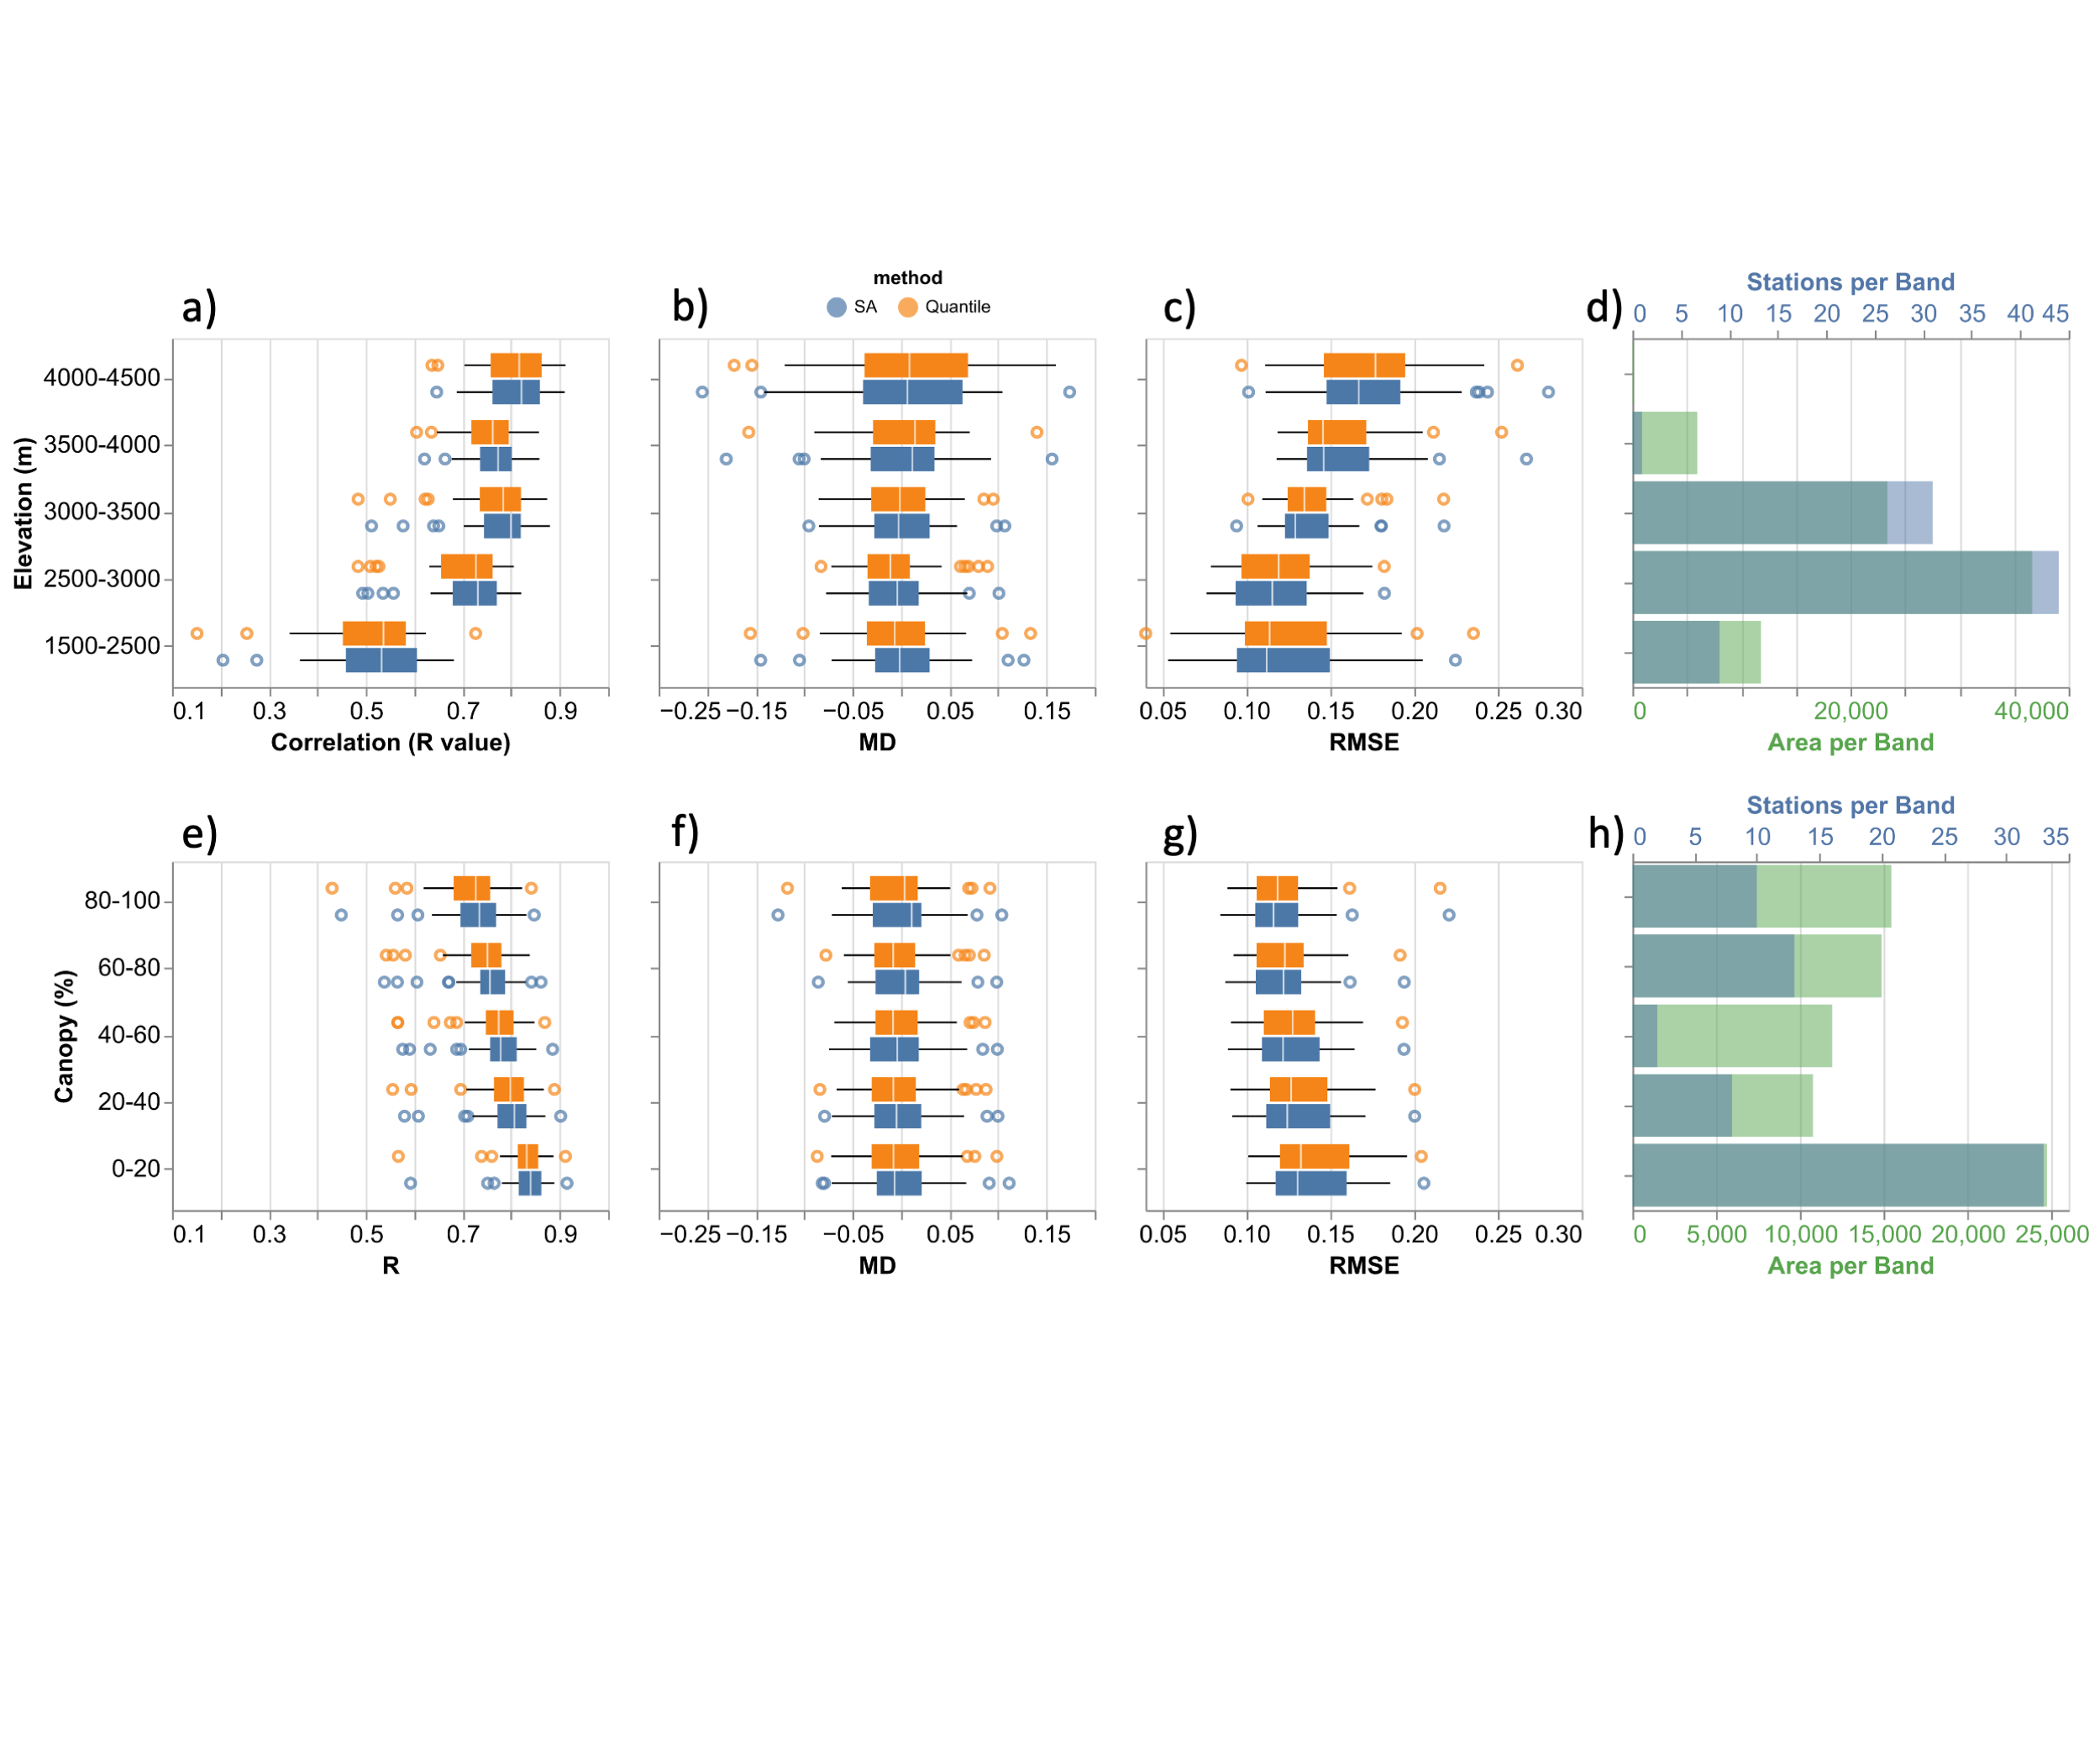 method
SA Quantile
a) b) c) d)
Stations per Band
0 5 10 15 20 25 30 35 40 45
Elevation (m)
4000-4500
3500-4000
3000-3500
2500-3000
1500-2500
0.1 0.3 0.5 0.7 0.9
Correlation (R value)
−0.25 −0.15 −0.05 0.05 0.15
MD
0.05 0.10 0.15 0.20 0.25 0.30
RMSE
0 20,000 40,000
Area per Band
e) f) g) h)
Stations per Band
0 5 10 15 20 25 30 35
Canopy (%)
80-100
60-80
40-60
20-40
0-20
0.1 0.3 0.5 0.7 0.9
R
−0.25 −0.15 −0.05 0.05 0.15
MD
0.05 0.10 0.15 0.20 0.25 0.30
RMSE
0 5,000 10,000 15,000 20,000 25,000
Area per Band